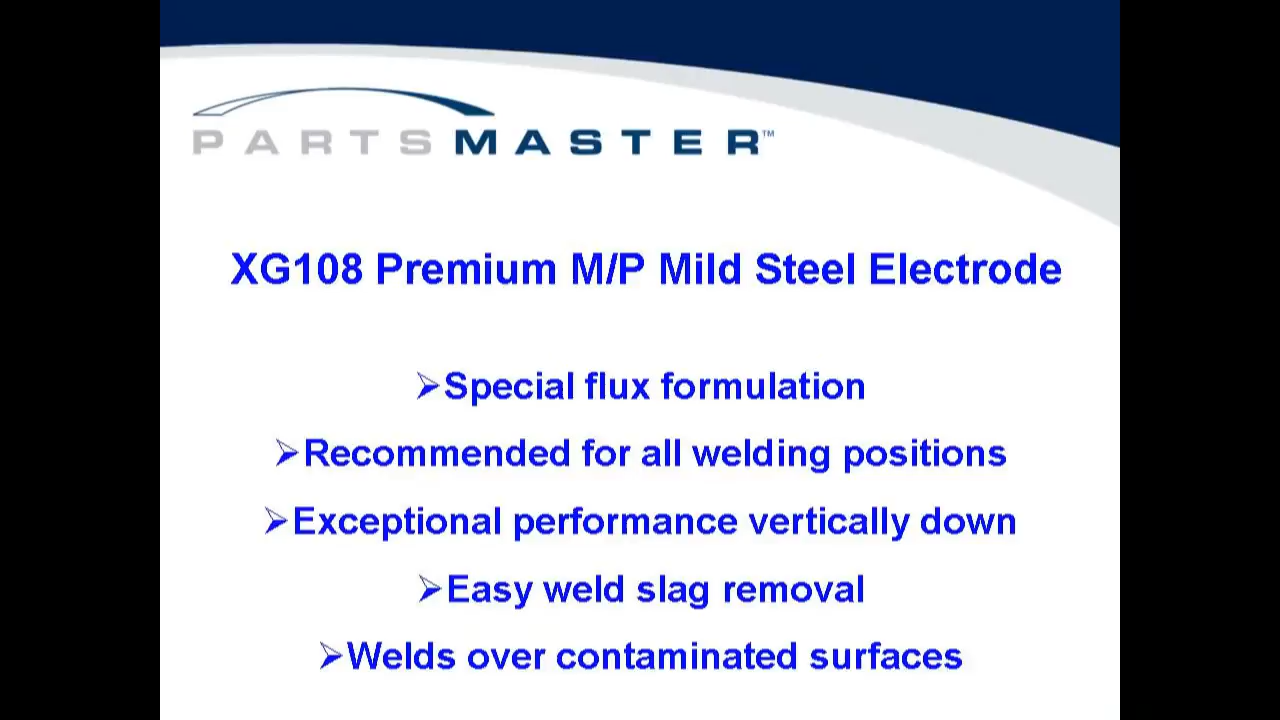 PARTSMASTER™
XG108 Premium M/P Mild Steel Electrode
➢Special flux formulation
➢Recommended for all welding positions
➢Exceptional performance vertically down
➢Easy weld slag removal
➢Welds over contaminated surfaces